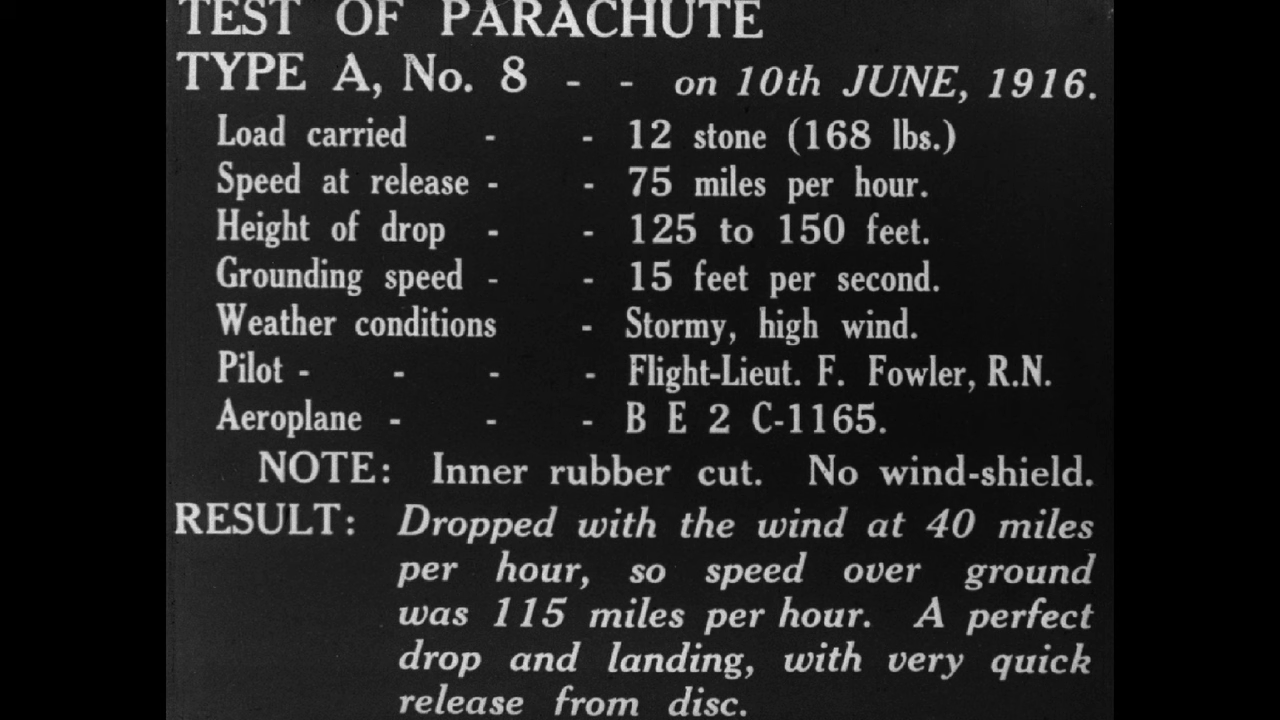 TEST OF PARACHUTE
TYPE A, No. 8 - - on 10th JUNE, 1916.
Load carried - - 12 stone (168 lbs.)
Speed at release - - 75 miles per hour.
Height of drop - - 125 to 150 feet.
Grounding speed - - 15 feet per second.
Weather conditions - Stormy, high wind.
Pilot - - - - Flight-Lieut. F. Fowler, R.N.
Aeroplane - - - B E 2 C-1165.
NOTE: Inner rubber cut. No wind-shield.
RESULT: Dropped with the wind at 40 miles
per hour, so speed over ground
was 115 miles per hour. A perfect
drop and landing, with very quick
release from disc.